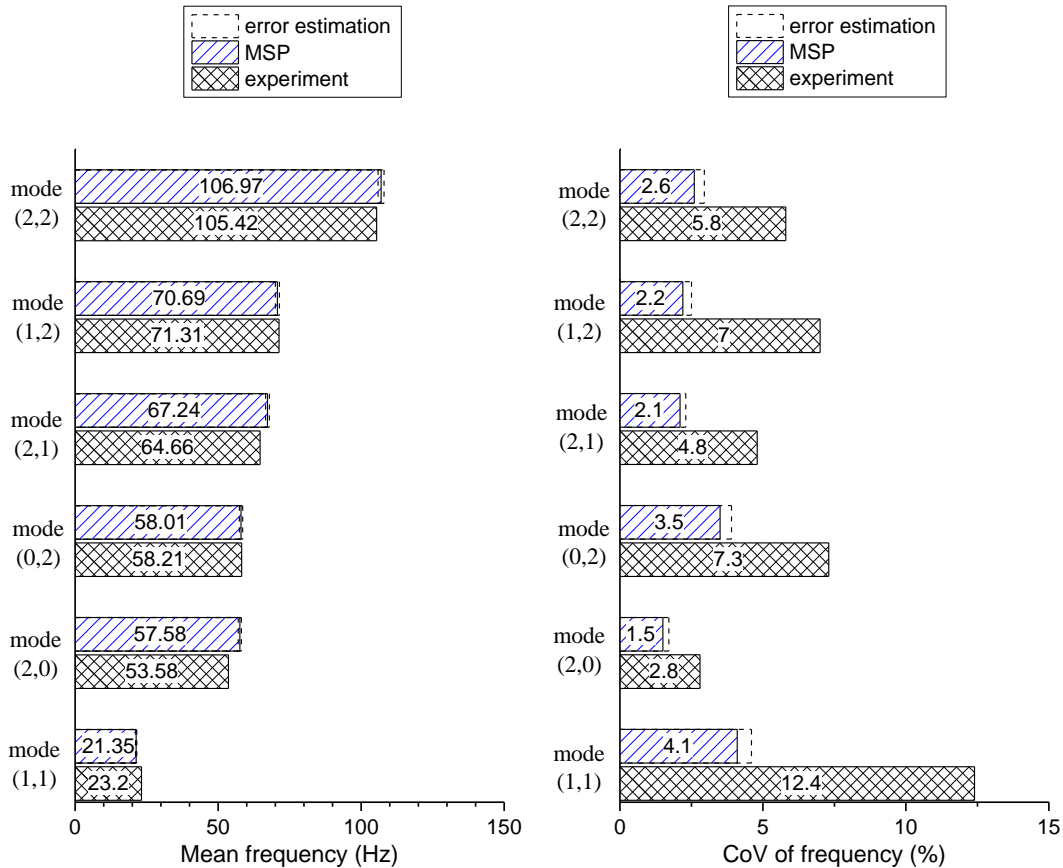 error estimation
MSP
experiment
mode
(2,2)
106.97
105.42
mode
(1,2)
70.69
71.31
mode
(2,1)
67.24
64.66
mode
(0,2)
58.01
58.21
mode
(2,0)
57.58
53.58
mode
(1,1)
21.35
23.2
0
50
100
150
Mean frequency (Hz)
error estimation
MSP
experiment
mode
(2,2)
2.6
5.8
mode
(1,2)
2.2
7
mode
(2,1)
2.1
4.8
mode
(0,2)
3.5
7.3
mode
(2,0)
1.5
2.8
mode
(1,1)
4.1
12.4
0
5
10
15
CoV of frequency (%)